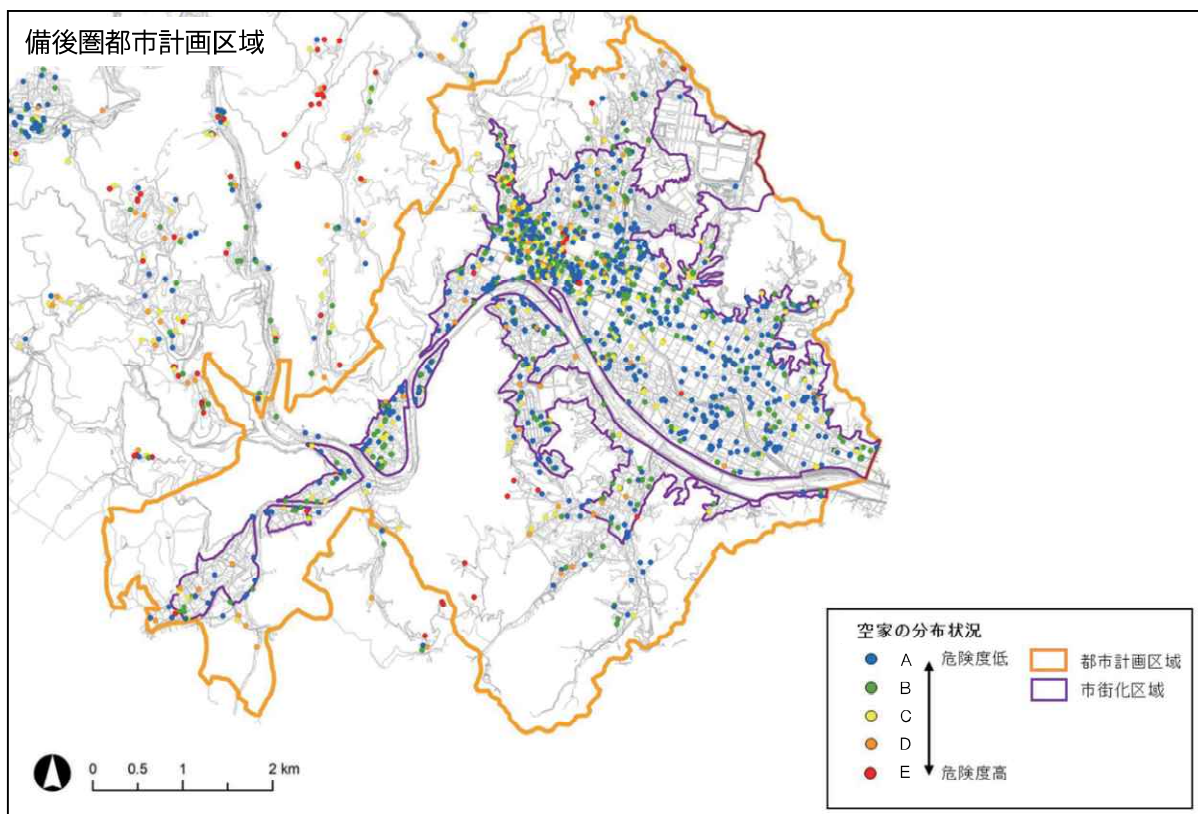 備後圏都市計画区域
空家の分布状況
A 危険度低
B
C
D
E 危険度高
都市計画区域
市街化区域
0 0.5 1 2 km